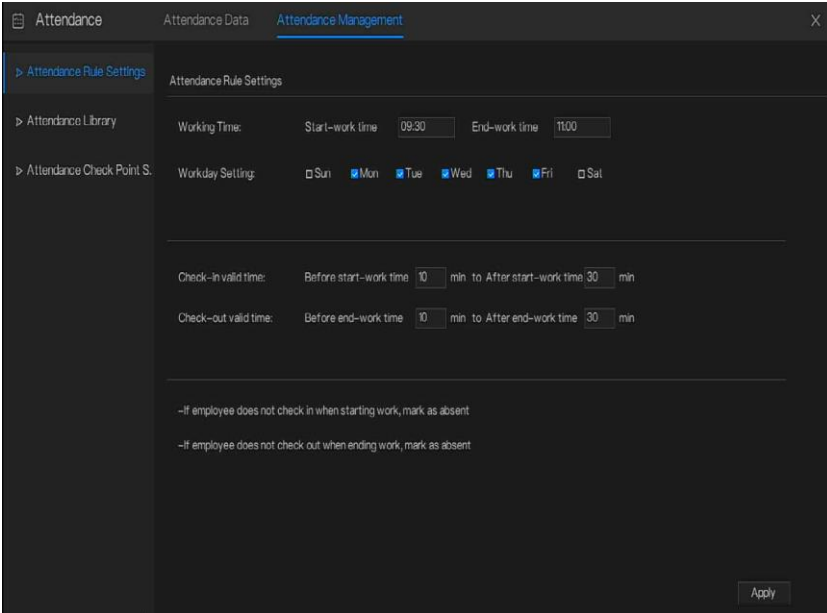 Attendance Attendance Data Attendance Management X
Attendance Rule Settings
Attendance Library
Attendance Check Point S.
Attendance Rule Settings
Working Time: Start-work time 09:30 End-work time 11:00
Workday Setting: Sun Mon Tue Wed Thu Fri Sat
Check-in valid time: Before start-work time 10 min to After start-work time 30 min
Check-out valid time: Before end-work time 10 min to After end-work time 30 min
-If employee does not check in when starting work, mark as absent
-If employee does not check out when ending work, mark as absent
Apply